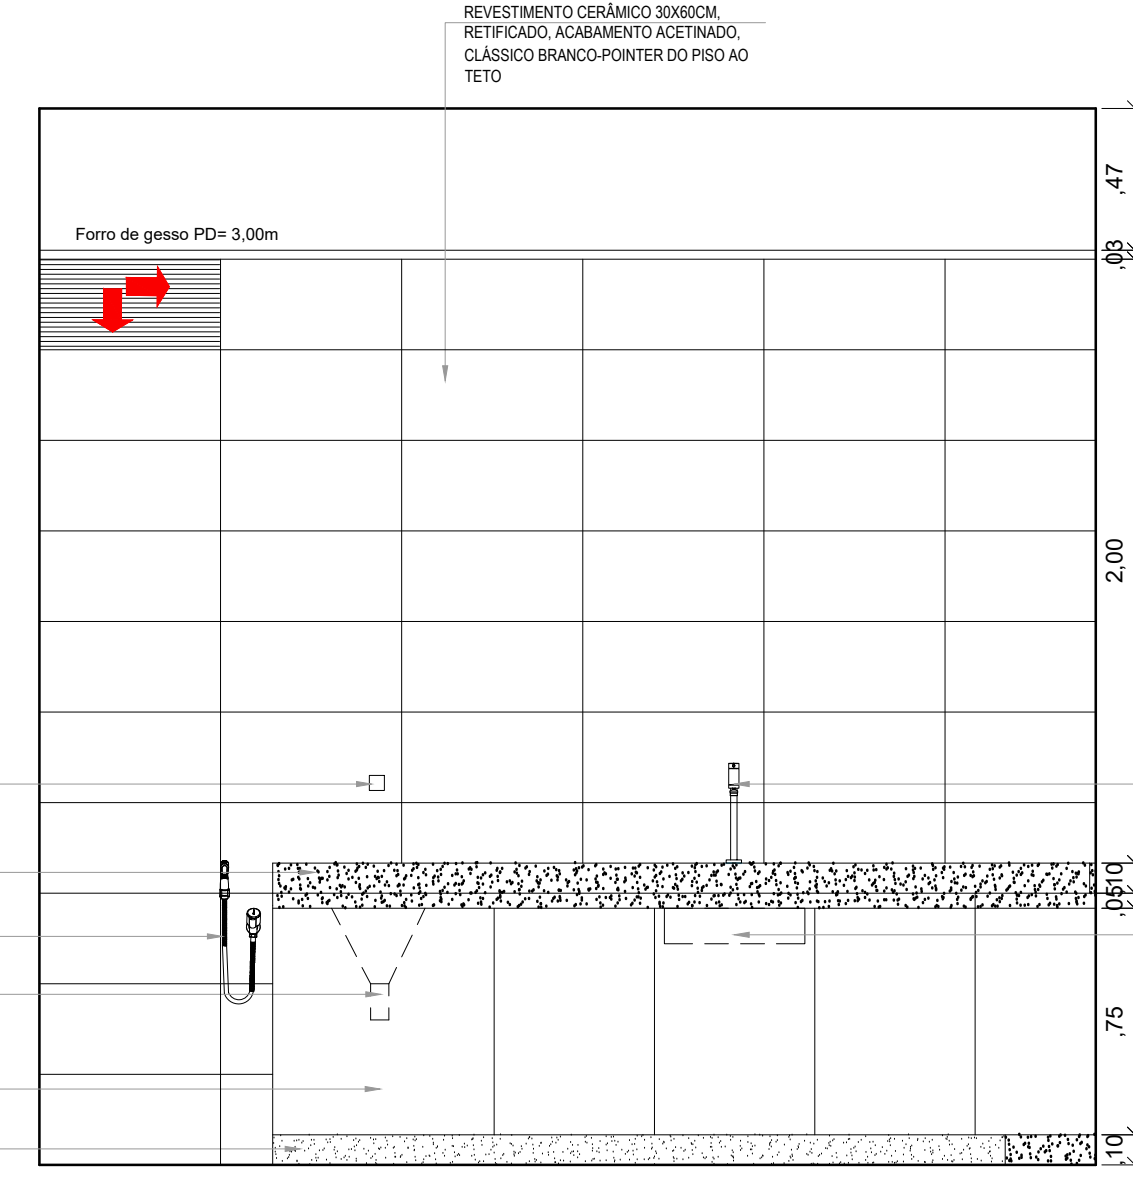 REVESTIMENTO CERÂMICO 30X60CM,
RETIFICADO, ACABAMENTO ACETINADO,
CLÁSSICO BRANCO-POINTER DO PISO AO
TETO
,47
Forro de gesso PD= 3,00m
,03
2,00
,10
,05
,75
,10